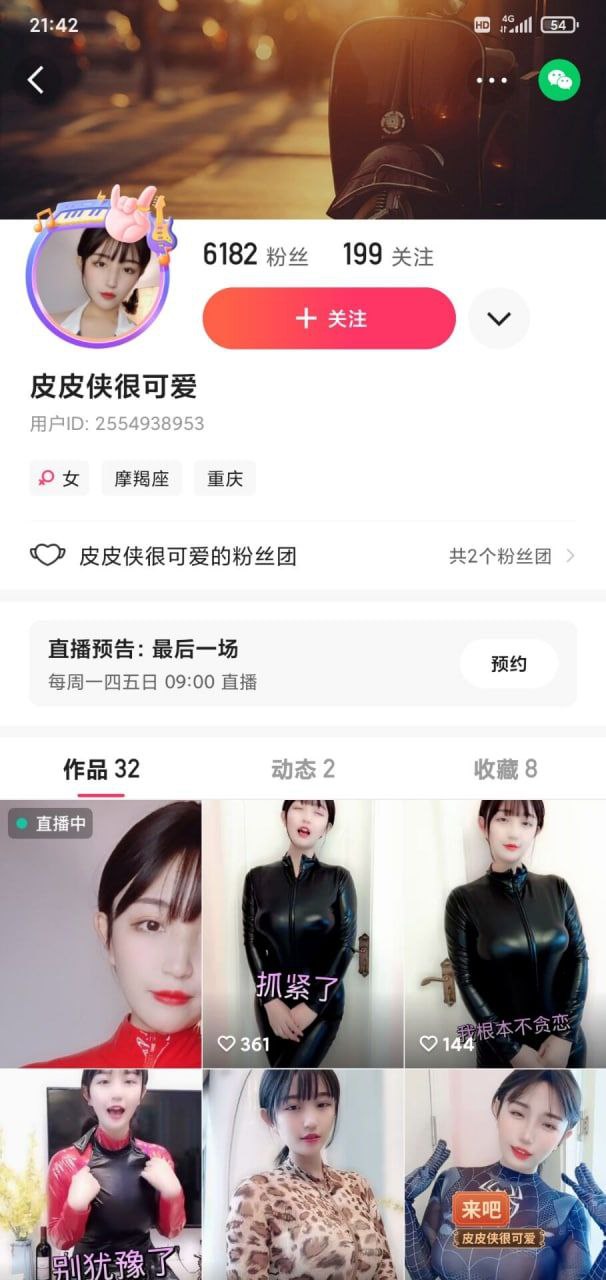 21:42
HD 4G 54
6182 粉丝 199 关注
+ 关注
皮皮侠很可爱
用户ID: 2554938953
女 摩羯座 重庆
皮皮侠很可爱的粉丝团 共2个粉丝团
直播预告：最后一场
每周一四五日 09:00 直播
预约
作品 32 动态 2 收藏 8
直播中
抓紧了
我根本不贪恋
361 144
别犹豫了
来吧
皮皮侠很可爱